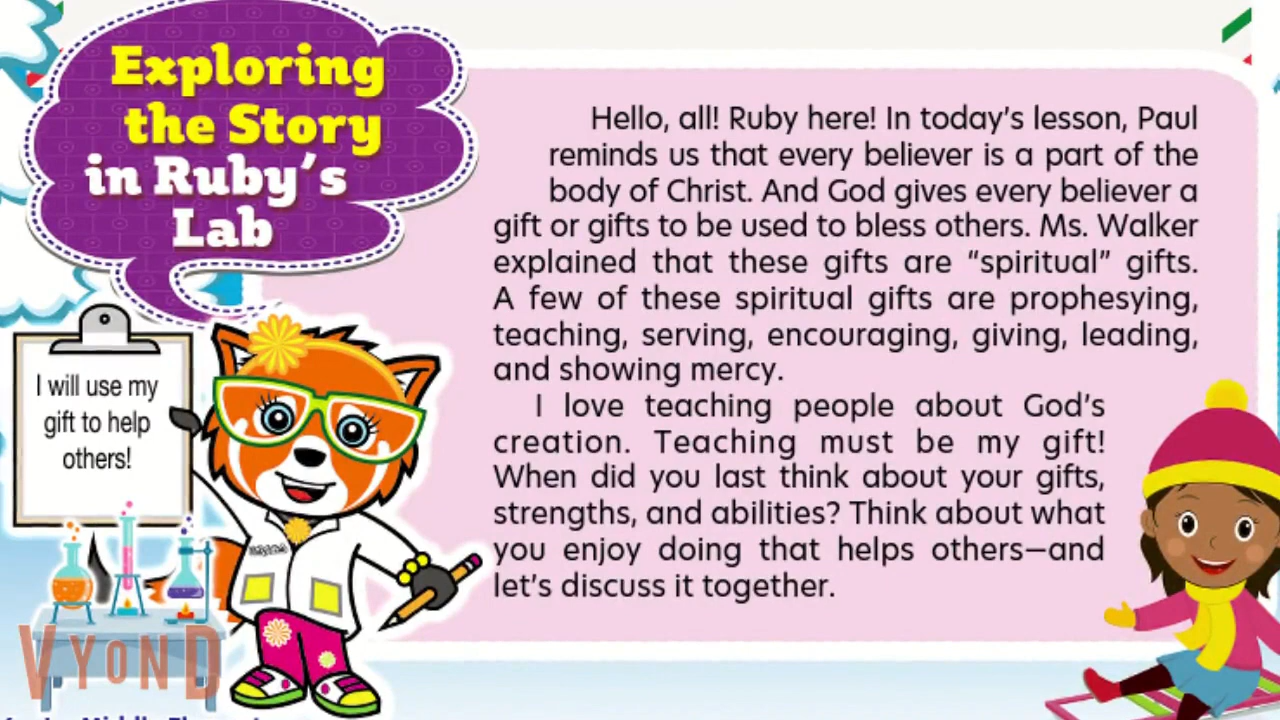 Exploring
the Story
in Ruby's
Lab
Hello, all! Ruby here! In today's lesson, Paul
reminds us that every believer is a part of the
body of Christ. And God gives every believer a
gift or gifts to be used to bless others. Ms. Walker
explained that these gifts are “spiritual” gifts.
A few of these spiritual gifts are prophesying,
teaching, serving, encouraging, giving, leading,
and showing mercy.
I love teaching people about God's
creation. Teaching must be my gift!
When did you last think about your gifts,
strengths, and abilities? Think about what
you enjoy doing that helps others—and
let's discuss it together.
I will use my
gift to help
others!
VYOND